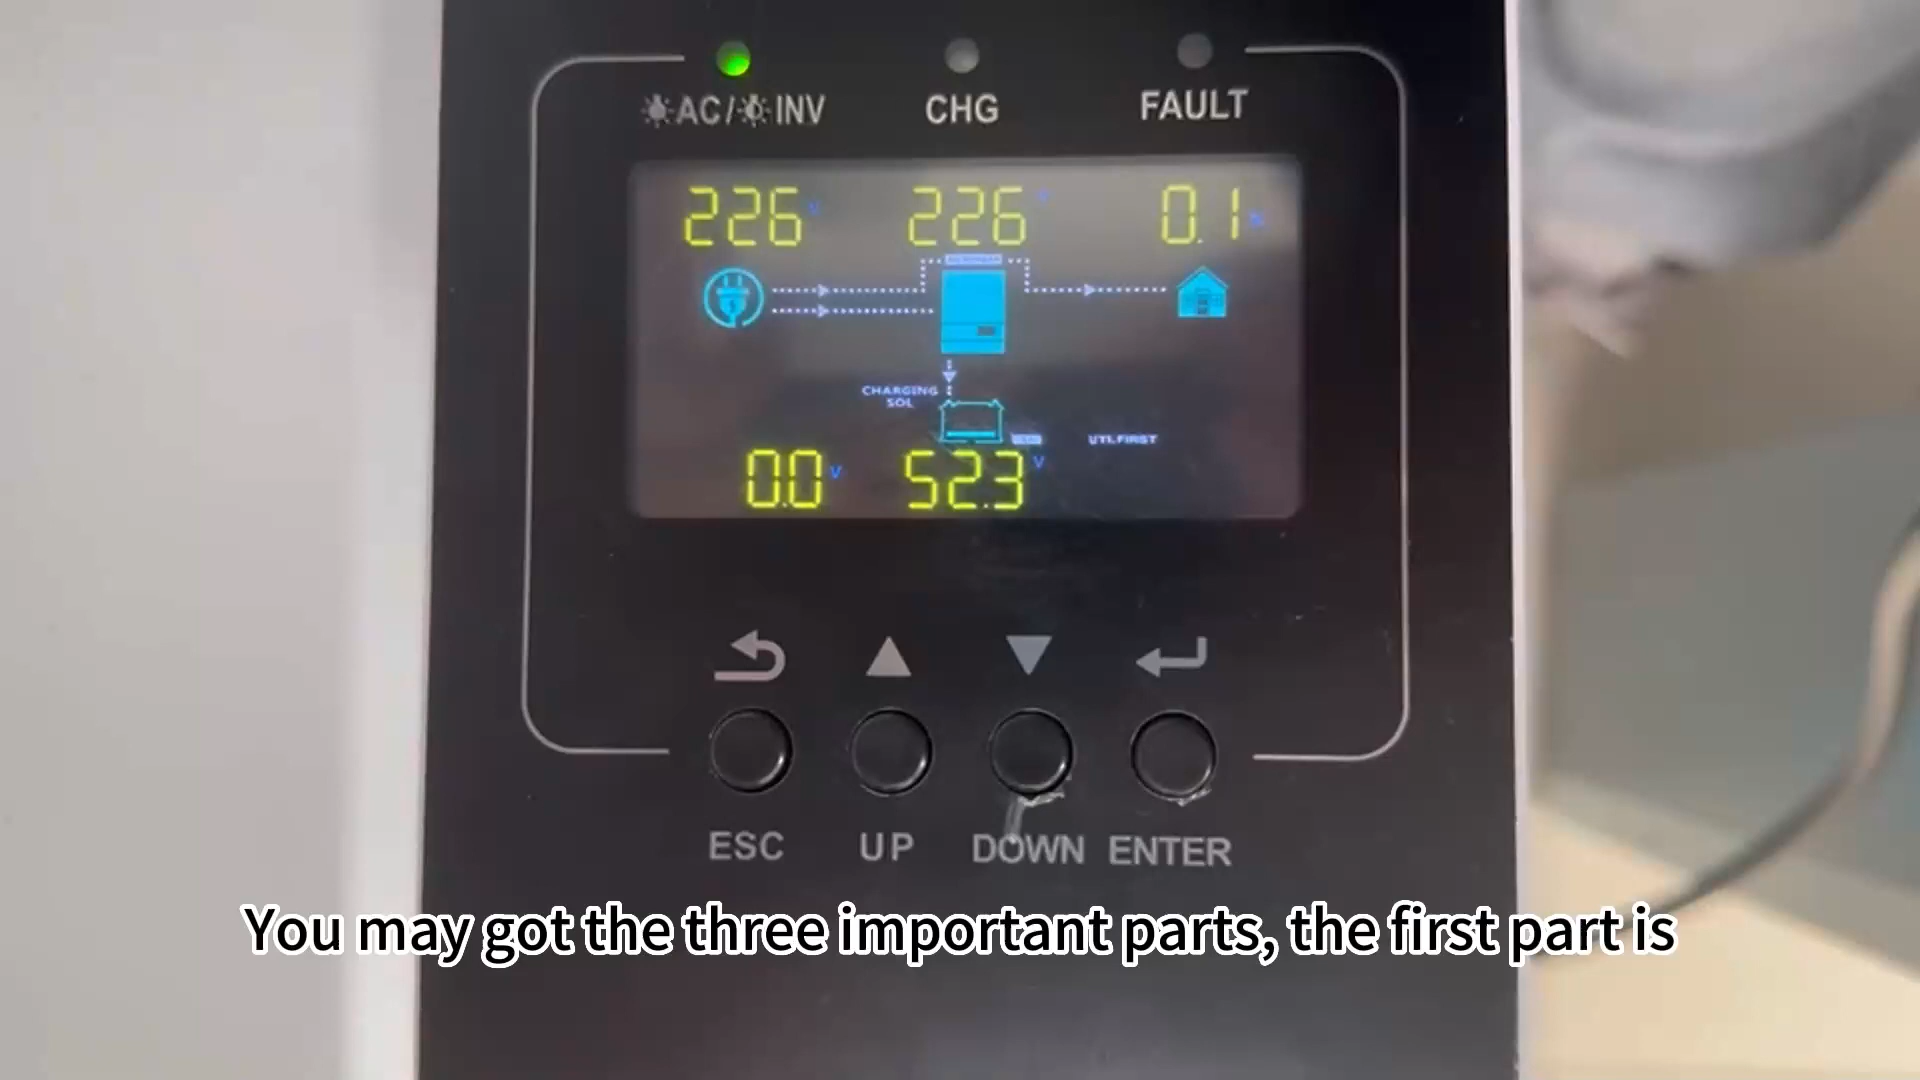 AC/ INV
CHG
FAULT
226 V
226 V
0.1
CHARGING
SOL
UTI.FIRST
0.0 V
52.3 V
ESC
UP
DOWN
ENTER
You may got the three important parts, the first part is